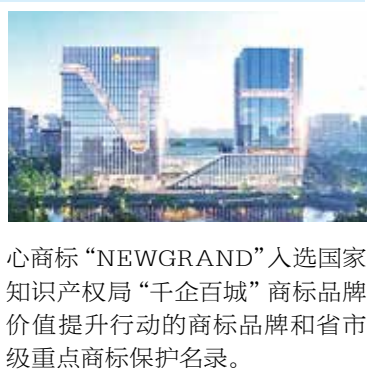 心商标“NEWGRAND”入选国家
知识产权局“千企百城”商标品牌
价值提升行动的商标品牌和省市
级重点商标保护名录。